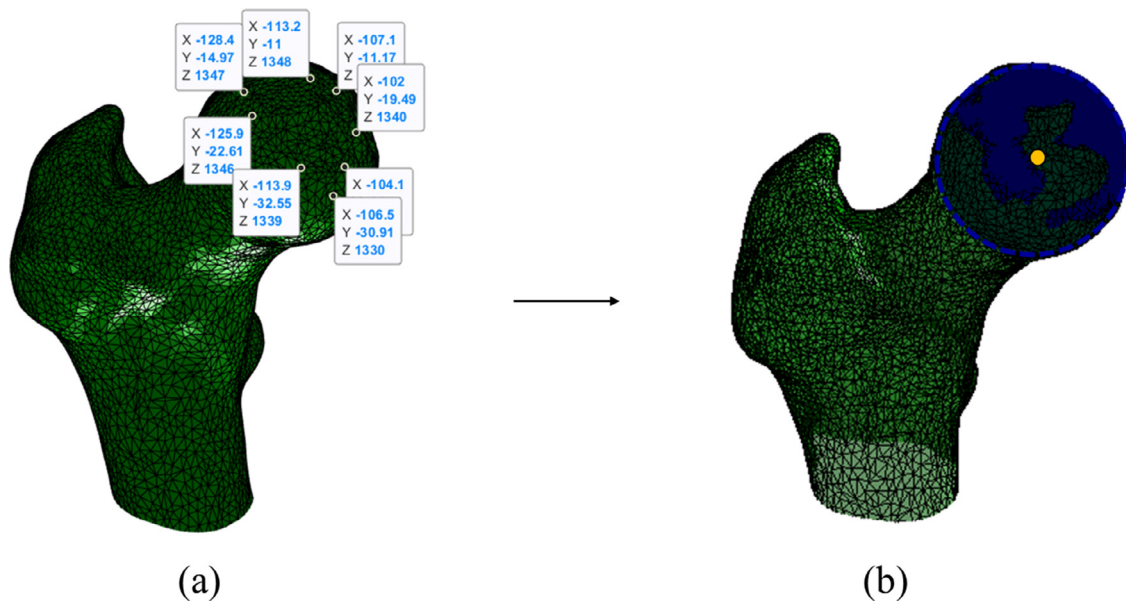 X -128.4
Y -14.97
Z 1347
X -113.2
Y -11
Z 1348
X -107.1
Y -11.17
Z
X -102
Y -19.49
Z 1340
X -125.9
Y -22.61
Z 1346
X -113.9
Y -32.55
Z 1339
X -104.1
X -106.5
Y -30.91
Z 1330
(a)
(b)